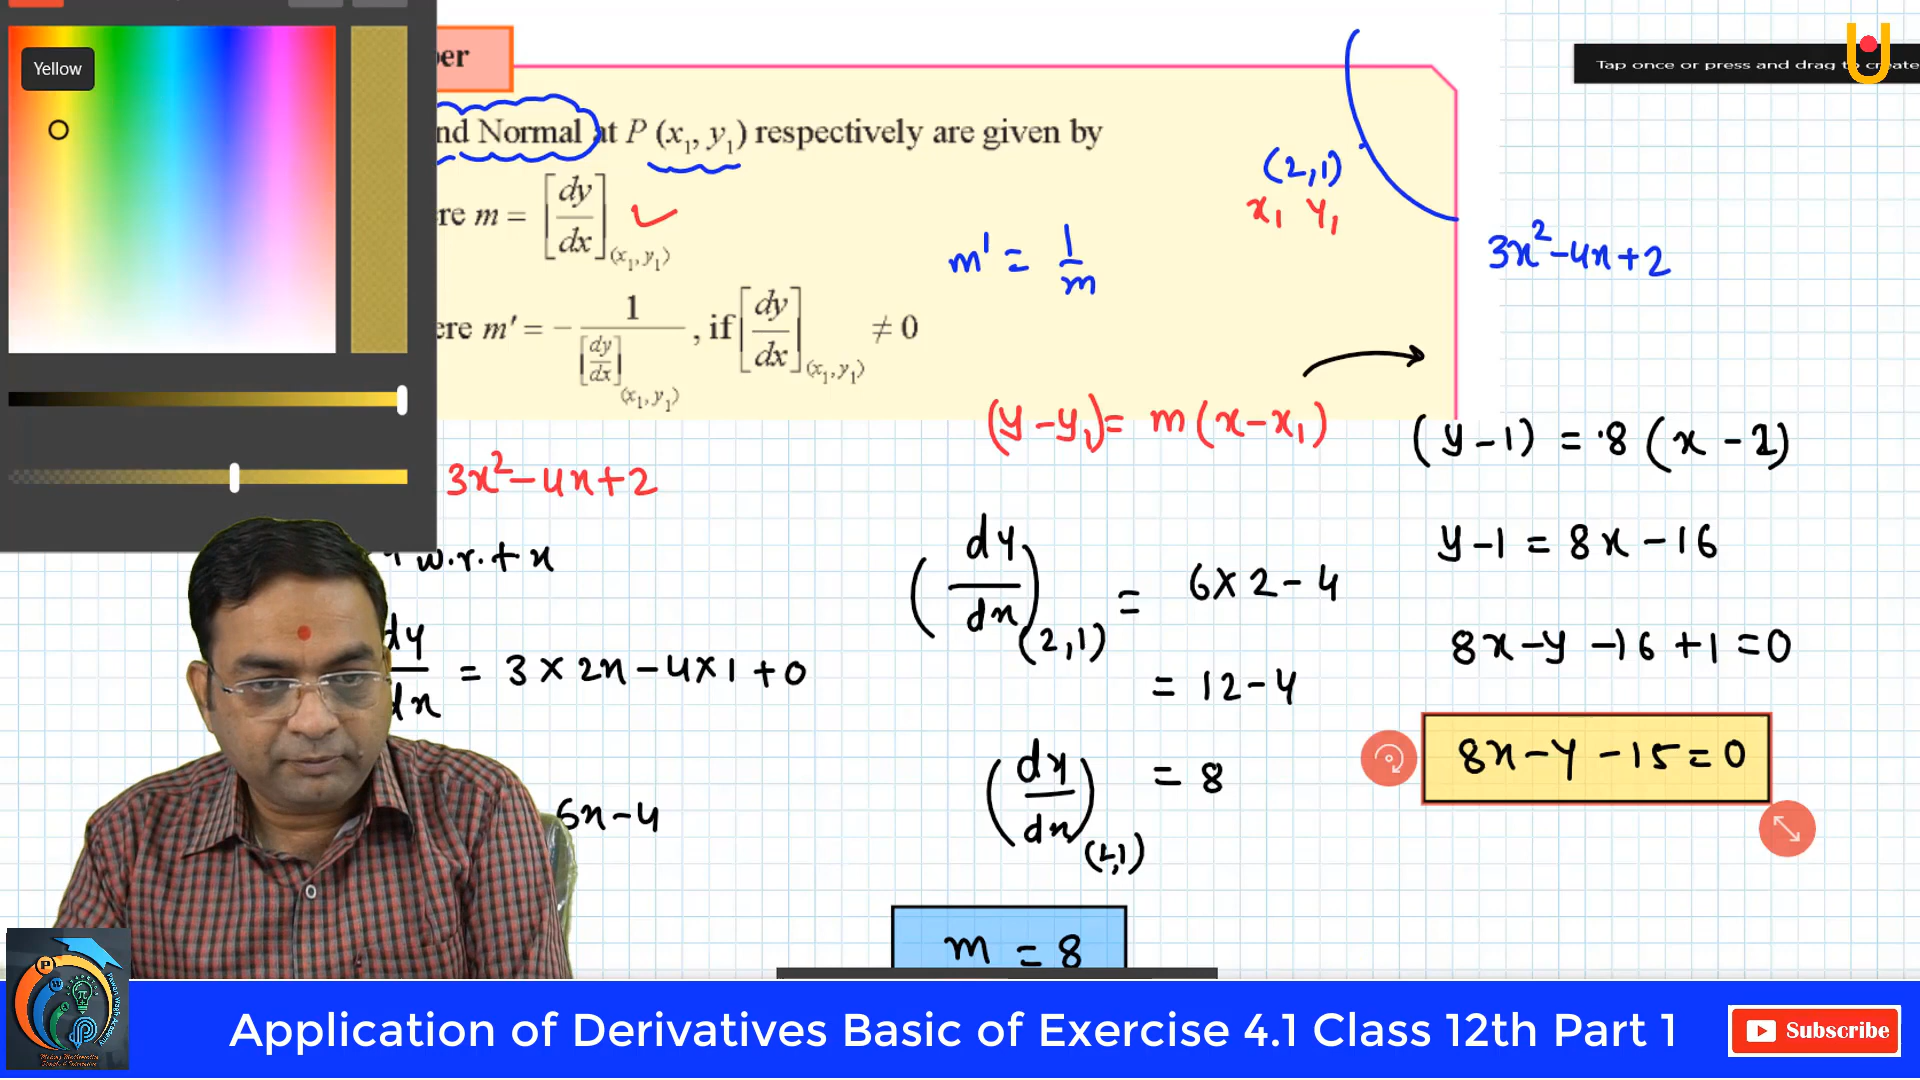 Yellow
er
Tap once or press and drag to create
nd Normal at P (x₁, y₁) respectively are given by
(2,1)
x₁ y₁
re m = [dy/dx](x₁, y₁)
m' = 1/m
3x²-4x+2
ere m' = - 1/[dy/dx](x₁, y₁) , if [dy/dx](x₁, y₁) ≠ 0
(y-y₁) = m(x-x₁)
(y-1) = 8(x-2)
3x²-4x+2
w.r.t x
y-1 = 8x-16
(dy/dx)(2,1) = 6×2-4
dy/dx = 3×2x-4×1+0
8x-y-16+1=0
= 12-4
8x-y-15=0
(dy/dx)(2,1) = 8
6x-4
m = 8
Application of Derivatives Basic of Exercise 4.1 Class 12th Part 1
Subscribe